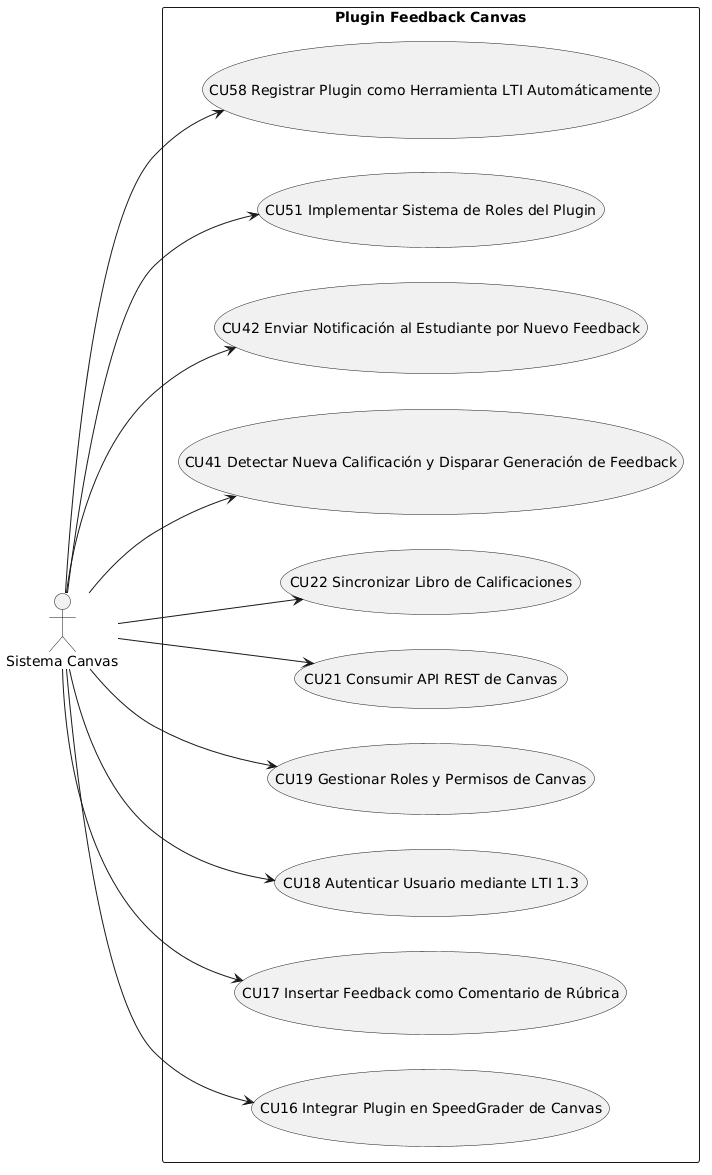 Plugin Feedback Canvas
CU58 Registrar Plugin como Herramienta LTI Automáticamente
CU51 Implementar Sistema de Roles del Plugin
CU42 Enviar Notificación al Estudiante por Nuevo Feedback
CU41 Detectar Nueva Calificación y Disparar Generación de Feedback
CU22 Sincronizar Libro de Calificaciones
Sistema Canvas
CU21 Consumir API REST de Canvas
CU19 Gestionar Roles y Permisos de Canvas
CU18 Autenticar Usuario mediante LTI 1.3
CU17 Insertar Feedback como Comentario de Rúbrica
CU16 Integrar Plugin en SpeedGrader de Canvas